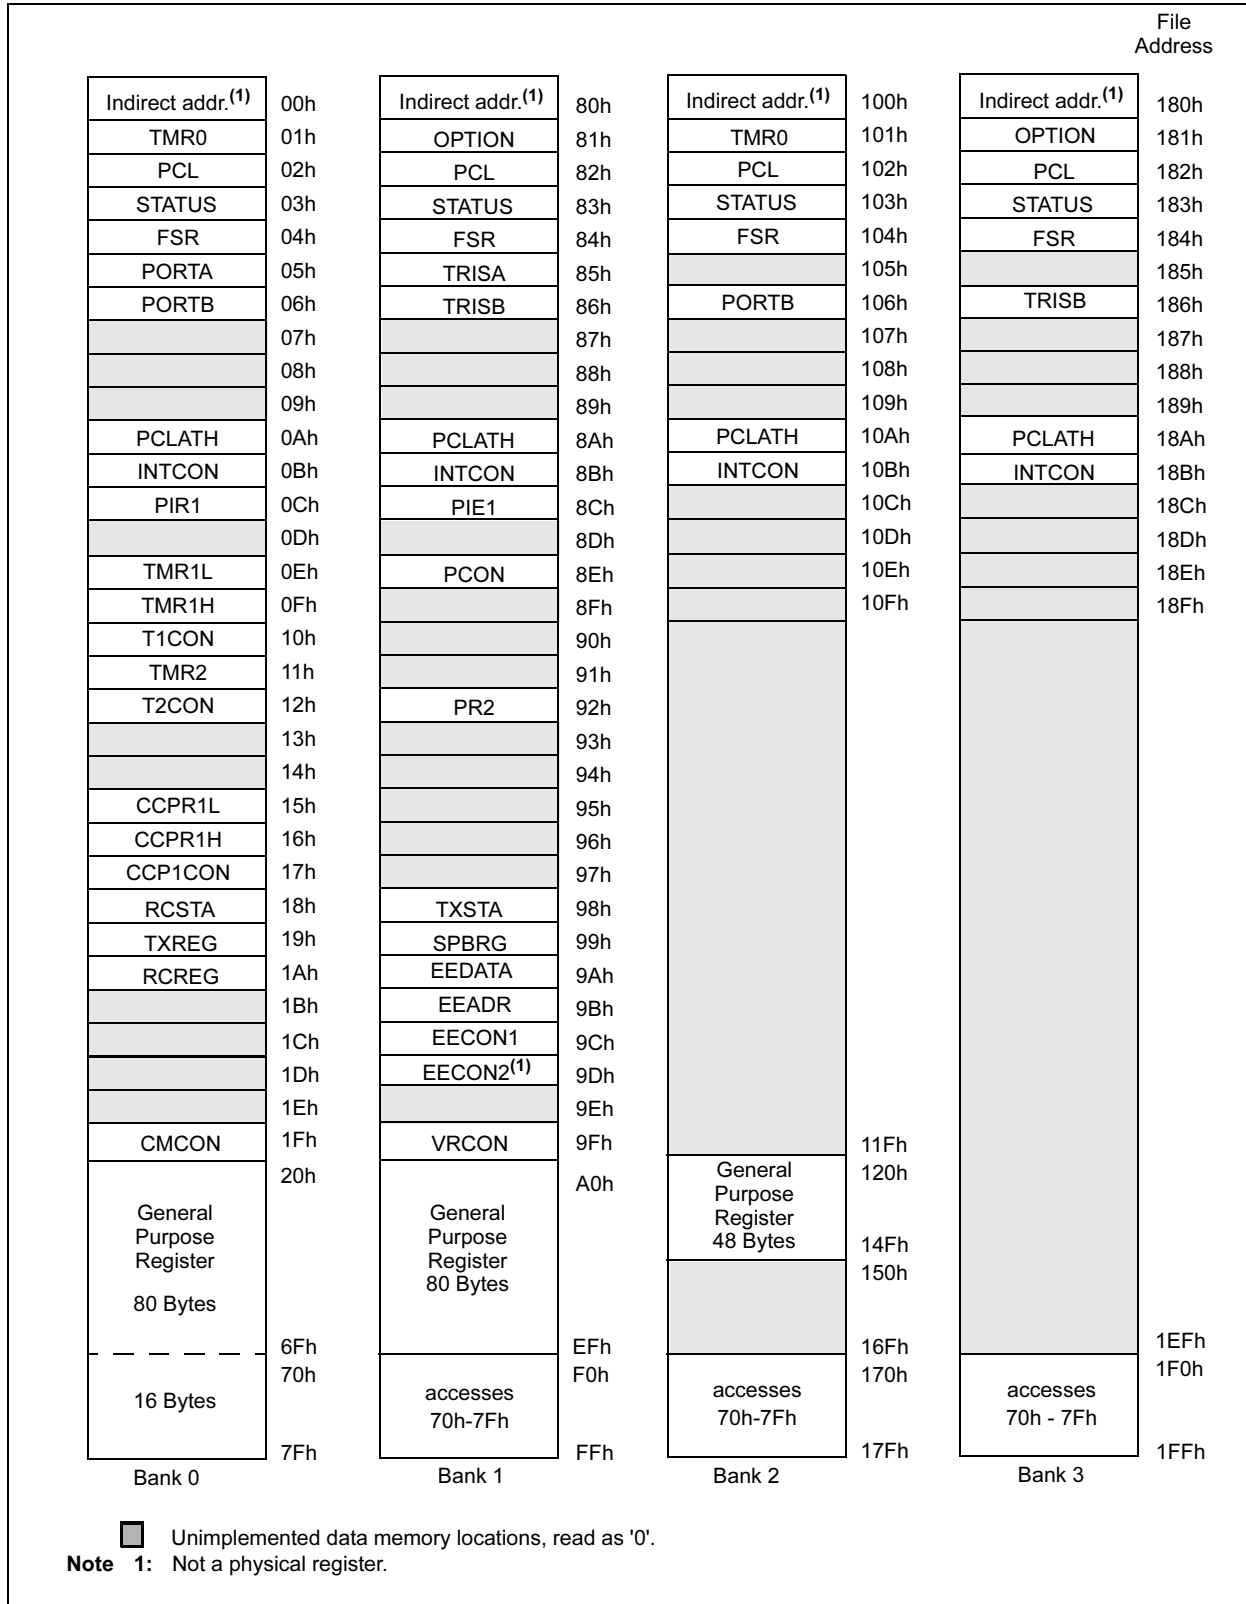 File
Address
Indirect addr.(1) 00h Indirect addr.(1) 80h Indirect addr.(1) 100h Indirect addr.(1) 180h
TMR0 01h OPTION 81h TMR0 101h OPTION 181h
PCL 02h PCL 82h PCL 102h PCL 182h
STATUS 03h STATUS 83h STATUS 103h STATUS 183h
FSR 04h FSR 84h FSR 104h FSR 184h
PORTA 05h TRISA 85h 105h 185h
PORTB 06h TRISB 86h PORTB 106h TRISB 186h
07h 87h 107h 187h
08h 88h 108h 188h
09h 89h 109h 189h
PCLATH 0Ah PCLATH 8Ah PCLATH 10Ah PCLATH 18Ah
INTCON 0Bh INTCON 8Bh INTCON 10Bh INTCON 18Bh
PIR1 0Ch PIE1 8Ch 10Ch 18Ch
0Dh 8Dh 10Dh 18Dh
TMR1L 0Eh PCON 8Eh 10Eh 18Eh
TMR1H 0Fh 8Fh 10Fh 18Fh
T1CON 10h 90h
TMR2 11h 91h
T2CON 12h PR2 92h
13h 93h
14h 94h
CCPR1L 15h 95h
CCPR1H 16h 96h
CCP1CON 17h 97h
RCSTA 18h TXSTA 98h
TXREG 19h SPBRG 99h
RCREG 1Ah EEDATA 9Ah
1Bh EEADR 9Bh
1Ch EECON1 9Ch
1Dh EECON2(1) 9Dh
1Eh 9Eh
CMCON 1Fh VRCON 9Fh 11Fh
20h A0h General 120h
Purpose
General General Register
Purpose Purpose 48 Bytes 14Fh
Register Register 150h
80 Bytes 80 Bytes
6Fh EFh 16Fh 1EFh
70h F0h 170h 1F0h
16 Bytes accesses accesses accesses
70h-7Fh 70h-7Fh 70h - 7Fh
7Fh FFh 17Fh 1FFh
Bank 0 Bank 1 Bank 2 Bank 3
Unimplemented data memory locations, read as '0'.
Note 1: Not a physical register.